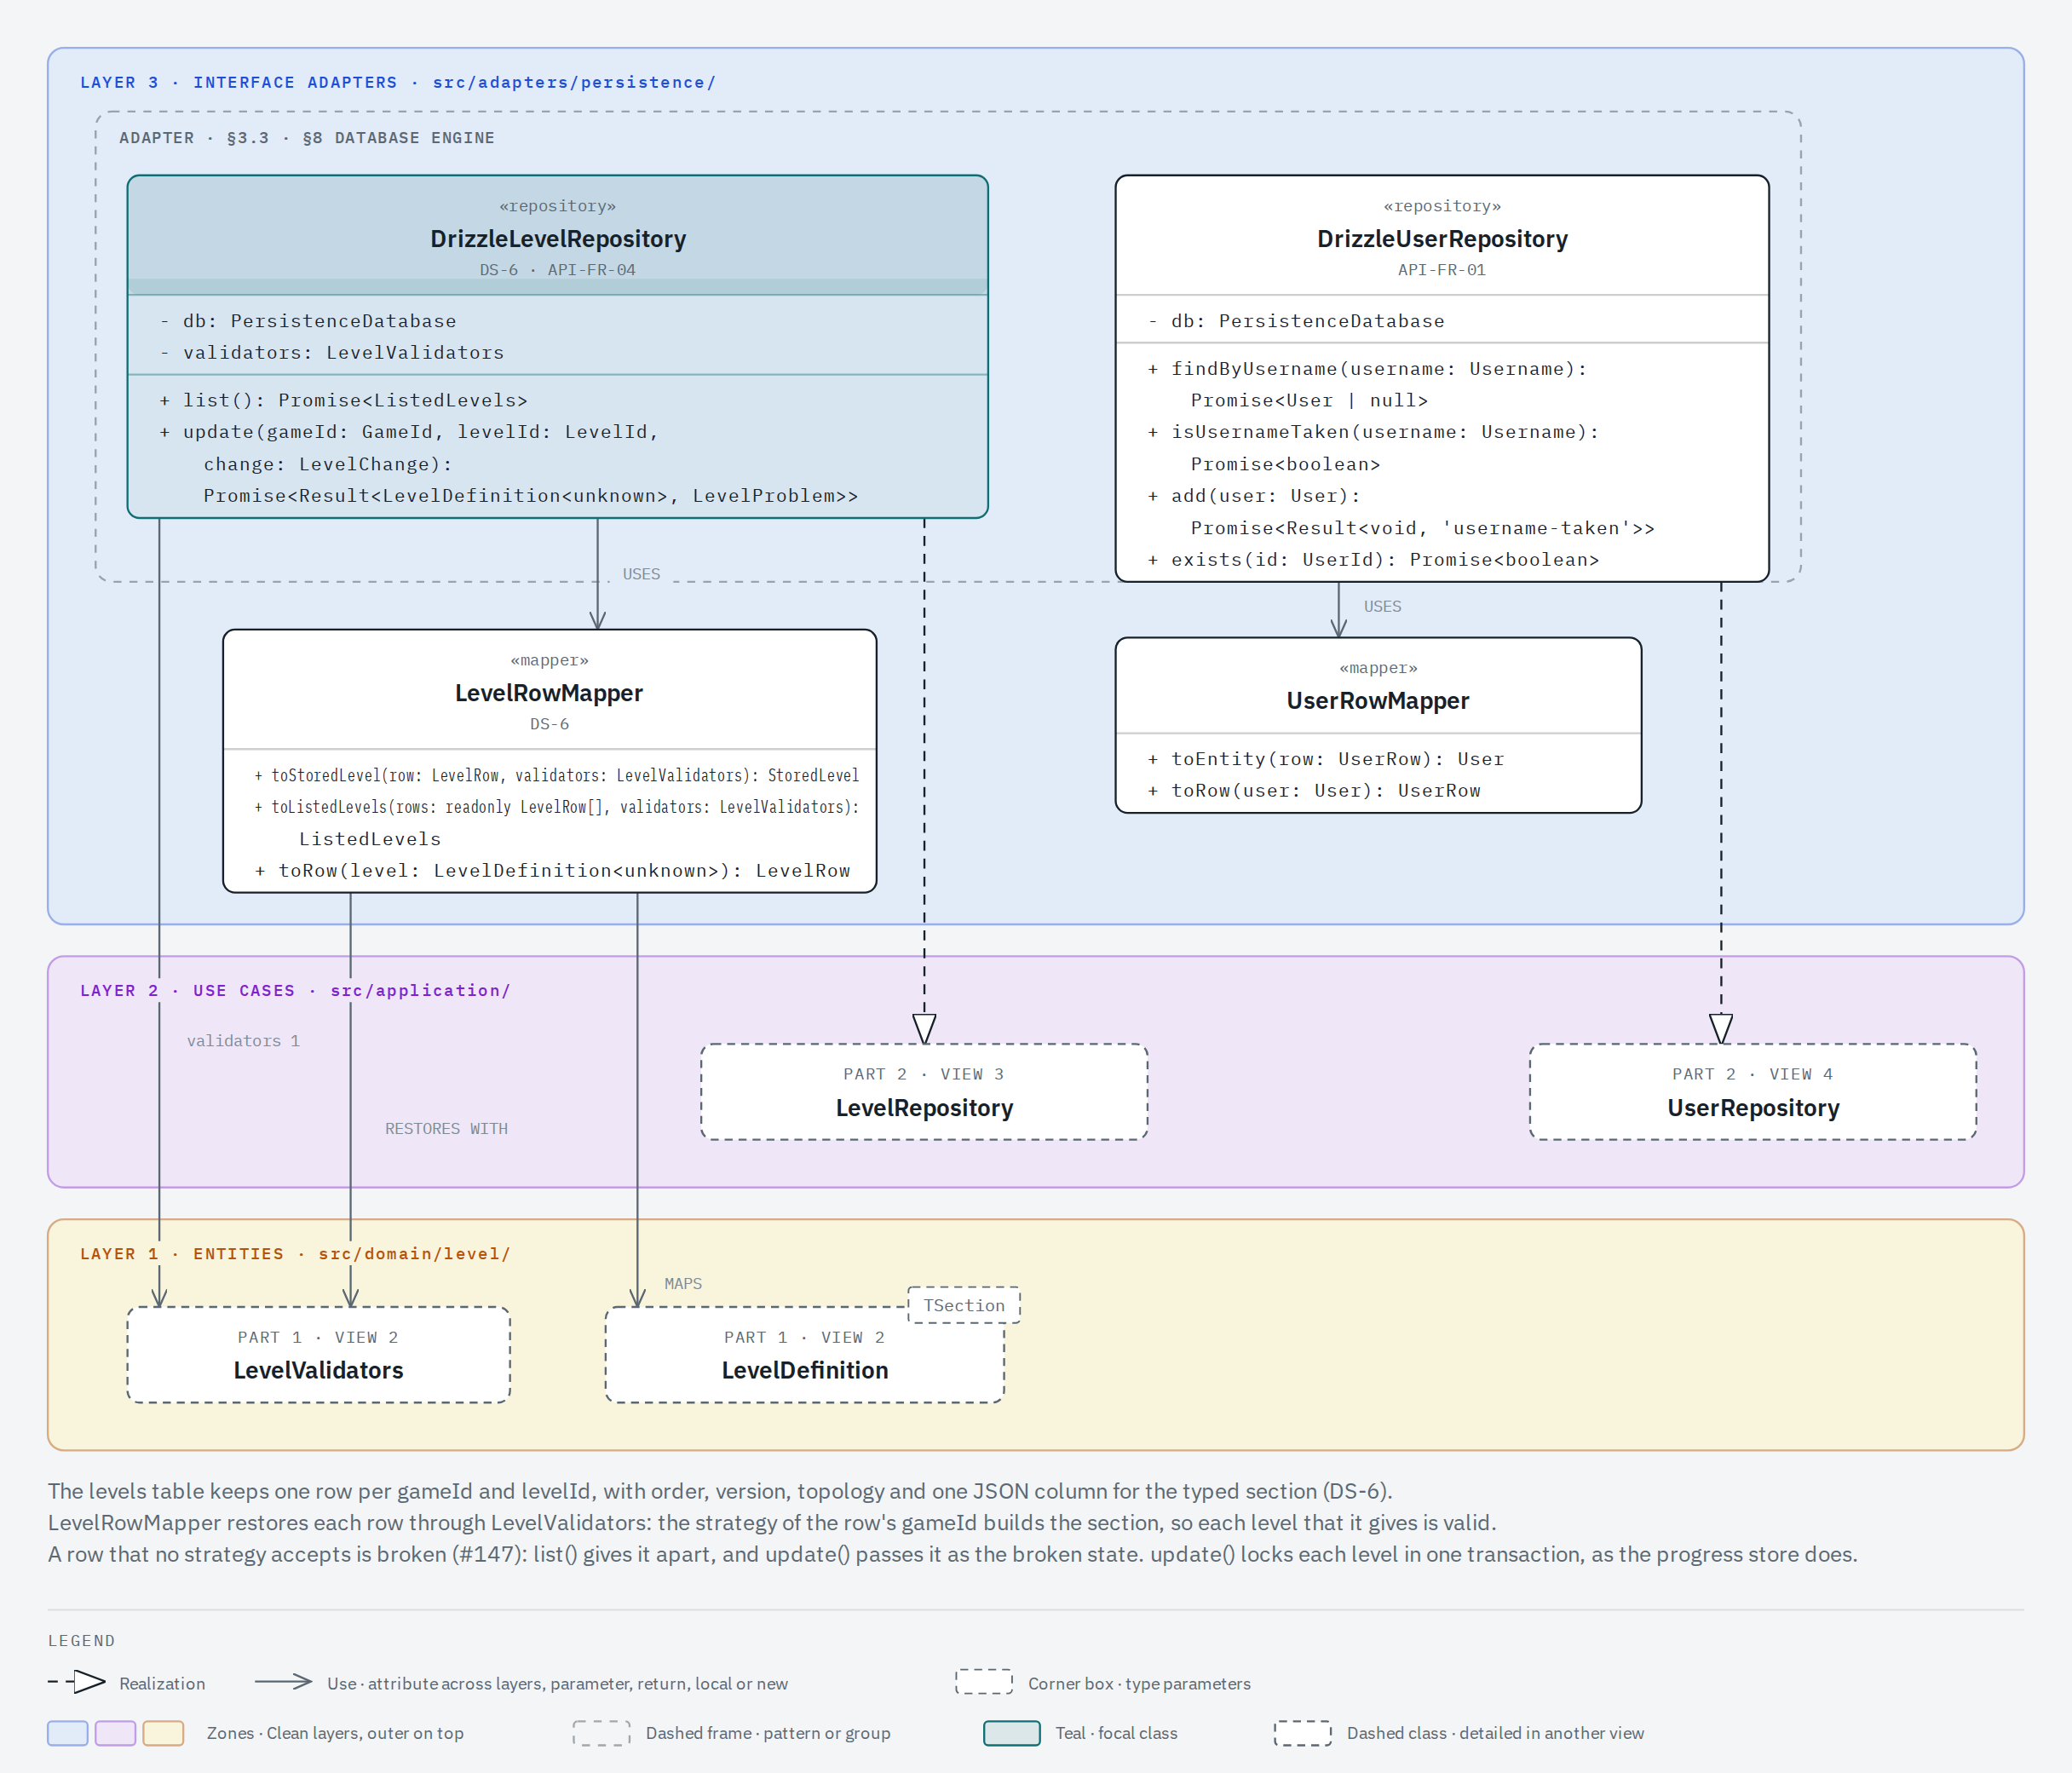 LAYER 3 · INTERFACE ADAPTERS · src/adapters/persistence/
ADAPTER · §3.3 · §8 DATABASE ENGINE
«repository»
DrizzleLevelRepository
DS-6 · API-FR-04
- db: PersistenceDatabase
- validators: LevelValidators
+ list(): Promise<ListedLevels>
+ update(gameId: GameId, levelId: LevelId,
change: LevelChange):
Promise<Result<LevelDefinition<unknown>, LevelProblem>>
«repository»
DrizzleUserRepository
API-FR-01
- db: PersistenceDatabase
+ findByUsername(username: Username):
Promise<User | null>
+ isUsernameTaken(username: Username):
Promise<boolean>
+ add(user: User):
Promise<Result<void, 'username-taken'>>
+ exists(id: UserId): Promise<boolean>
USES
USES
«mapper»
LevelRowMapper
DS-6
+ toStoredLevel(row: LevelRow, validators: LevelValidators): StoredLevel
+ toListedLevels(rows: readonly LevelRow[], validators: LevelValidators):
ListedLevels
+ toRow(level: LevelDefinition<unknown>): LevelRow
«mapper»
UserRowMapper
+ toEntity(row: UserRow): User
+ toRow(user: User): UserRow
LAYER 2 · USE CASES · src/application/
validators 1
RESTORES WITH
PART 2 · VIEW 3
LevelRepository
PART 2 · VIEW 4
UserRepository
LAYER 1 · ENTITIES · src/domain/level/
MAPS
PART 1 · VIEW 2
LevelValidators
TSection
PART 1 · VIEW 2
LevelDefinition
The levels table keeps one row per gameId and levelId, with order, version, topology and one JSON column for the typed section (DS-6).
LevelRowMapper restores each row through LevelValidators: the strategy of the row's gameId builds the section, so each level that it gives is valid.
A row that no strategy accepts is broken (#147): list() gives it apart, and update() passes it as the broken state. update() locks each level in one transaction, as the progress store does.
LEGEND
Realization
Use · attribute across layers, parameter, return, local or new
Corner box · type parameters
Zones · Clean layers, outer on top
Dashed frame · pattern or group
Teal · focal class
Dashed class · detailed in another view